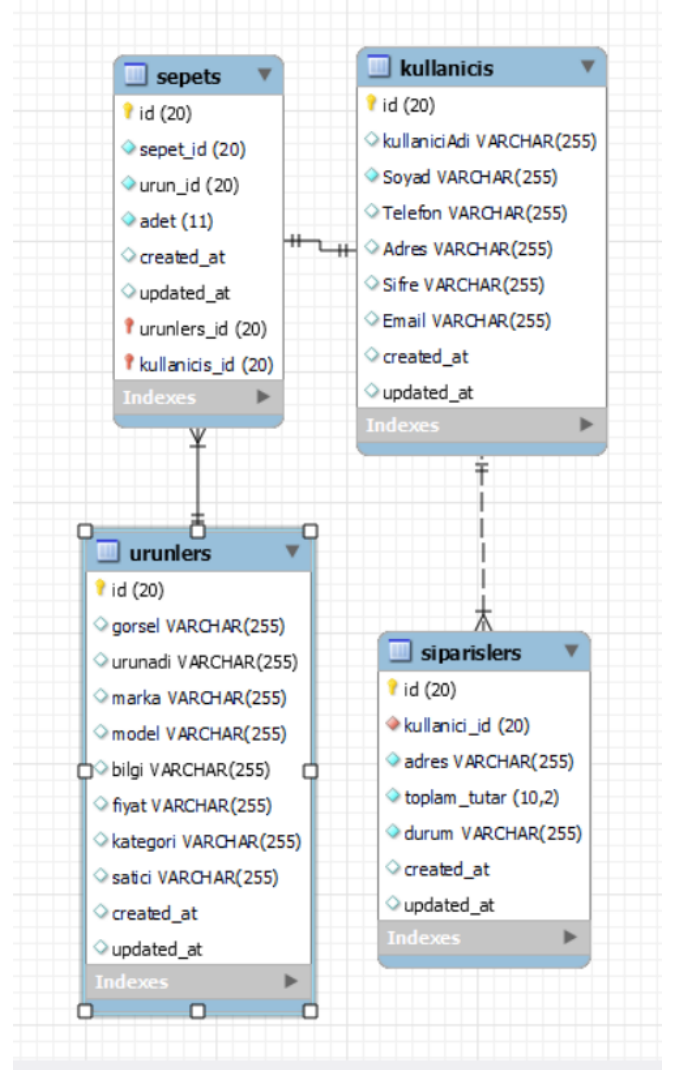 sepets
id (20)
sepet_id (20)
urun_id (20)
adet (11)
created_at
updated_at
urunlers_id (20)
kullanicis_id (20)
Indexes
kullanicis
id (20)
kullaniciAdi VARCHAR(255)
Soyad VARCHAR(255)
Telefon VARCHAR(255)
Adres VARCHAR(255)
Sifre VARCHAR(255)
Email VARCHAR(255)
created_at
updated_at
Indexes
urunlers
id (20)
gorsel VARCHAR(255)
urunadi VARCHAR(255)
marka VARCHAR(255)
model VARCHAR(255)
bilgi VARCHAR(255)
fiyat VARCHAR(255)
kategori VARCHAR(255)
satici VARCHAR(255)
created_at
updated_at
Indexes
siparislers
id (20)
kullanici_id (20)
adres VARCHAR(255)
toplam_tutar (10,2)
durum VARCHAR(255)
created_at
updated_at
Indexes